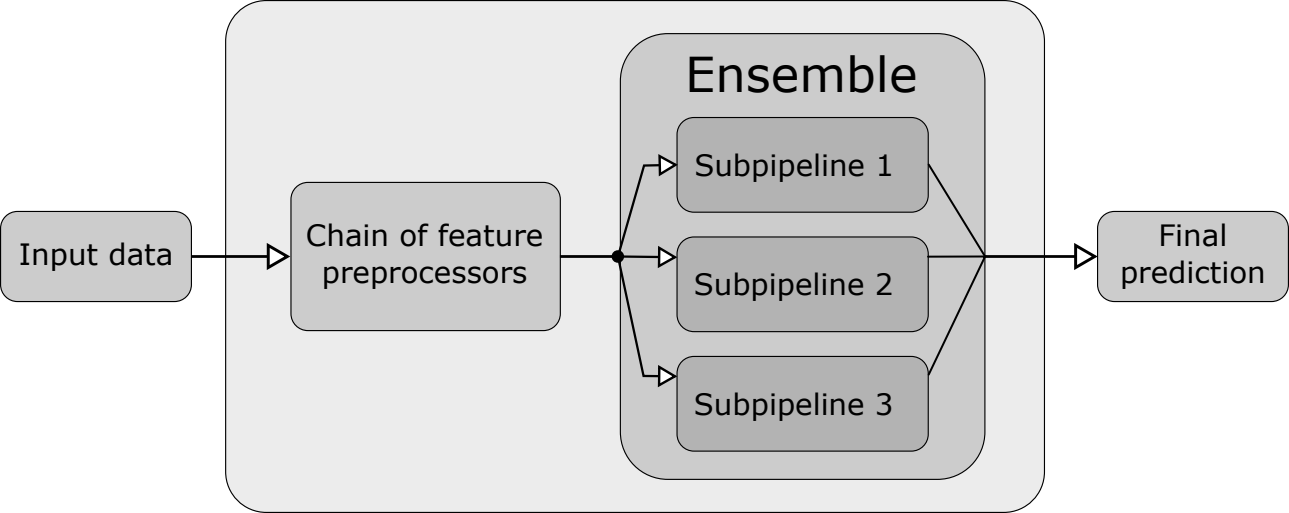 Input data
Chain of feature
preprocessors
Ensemble
Subpipeline 1
Subpipeline 2
Subpipeline 3
Final
prediction